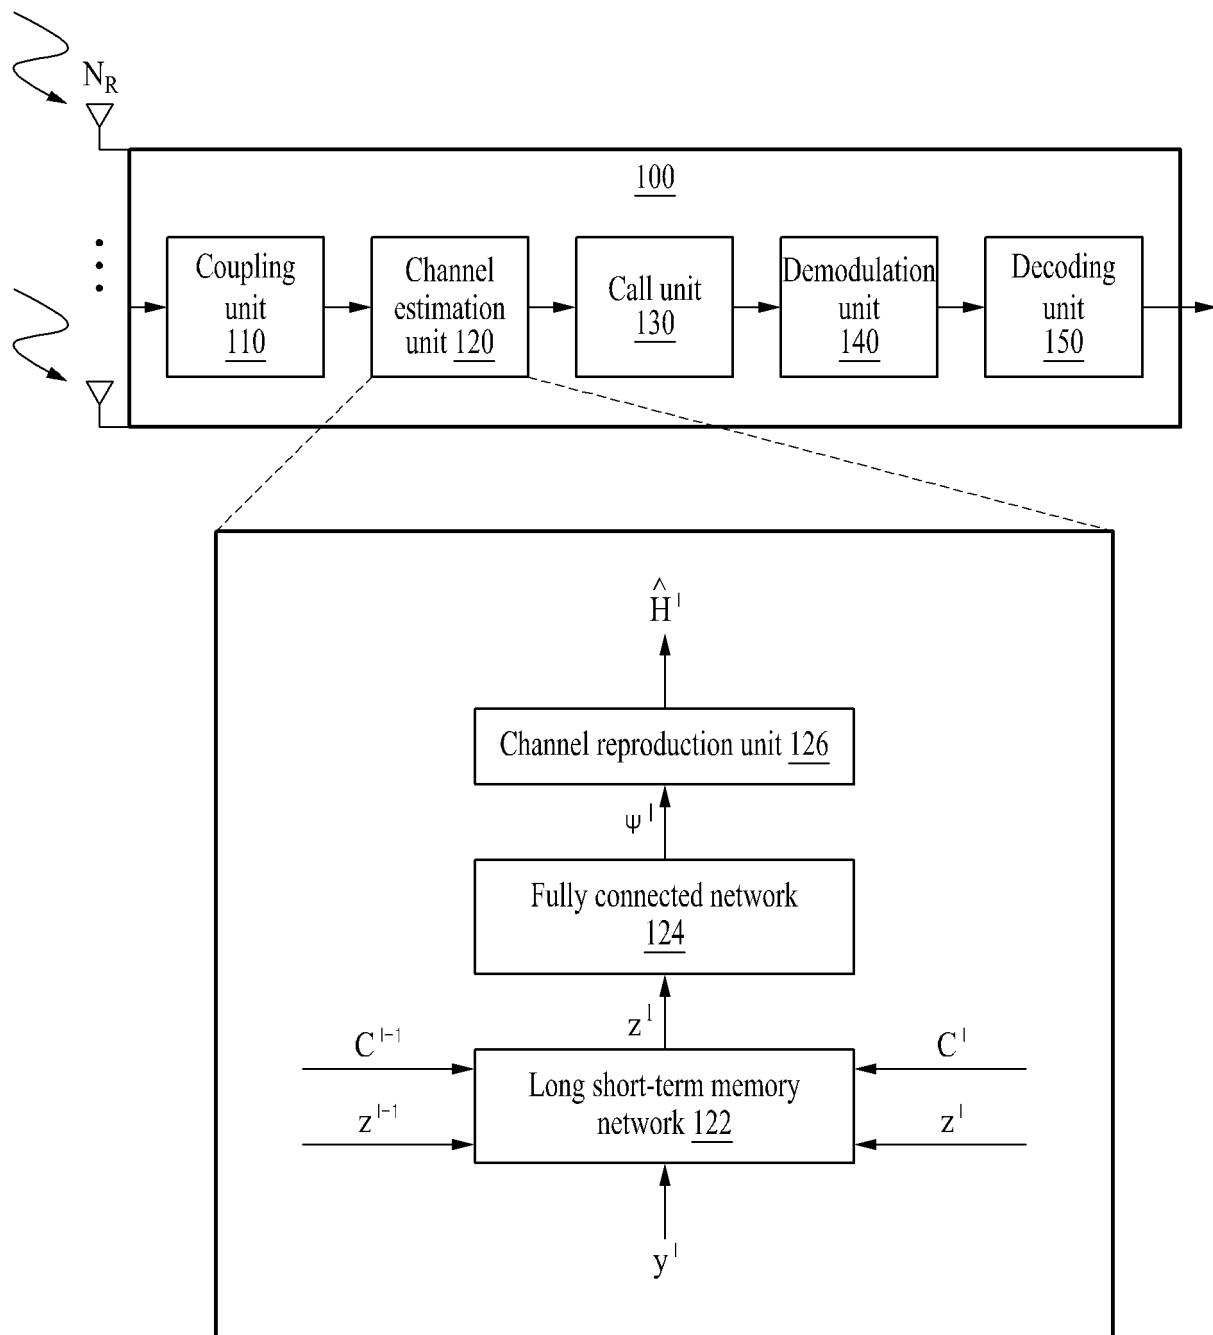 N_R
100
Coupling
unit
110
Channel
estimation
unit 120
Call unit
130
Demodulation
unit
140
Decoding
unit
150
Ĥ^l
Channel reproduction unit 126
ψ^l
Fully connected network
124
z^l
C^{l-1}
C^l
Long short-term memory
network 122
z^{l-1}
z^l
y^l